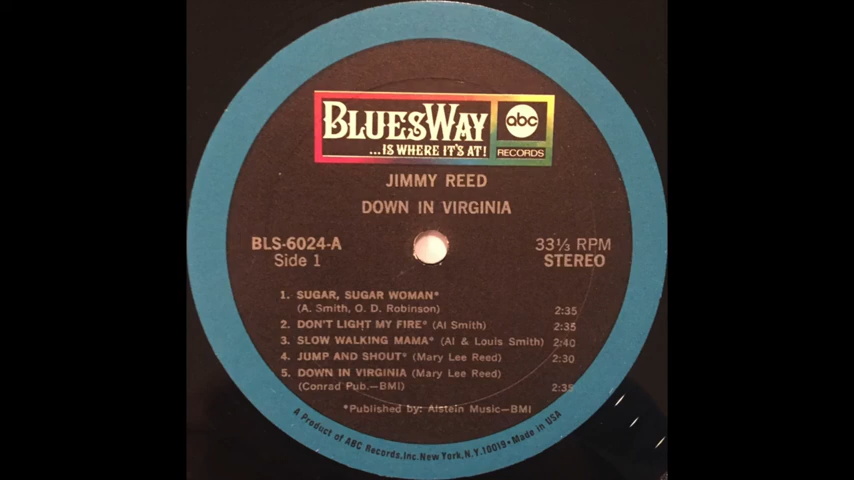 BLUESWAY
...IS WHERE IT'S AT!
abc
RECORDS
JIMMY REED
DOWN IN VIRGINIA
BLS-6024-A
Side 1
33⅓ RPM
STEREO
1. SUGAR, SUGAR WOMAN*
(A. Smith, O. D. Robinson) 2:35
2. DON'T LIGHT MY FIRE* (Al Smith) 2:35
3. SLOW WALKING MAMA* (Al & Louis Smith) 2:40
4. JUMP AND SHOUT* (Mary Lee Reed) 2:30
5. DOWN IN VIRGINIA (Mary Lee Reed)
(Conrad Pub.—BMI) 2:35
*Published by: Alstein Music—BMI
A Product of ABC Records, Inc. New York, N.Y. 10019 • Made in USA